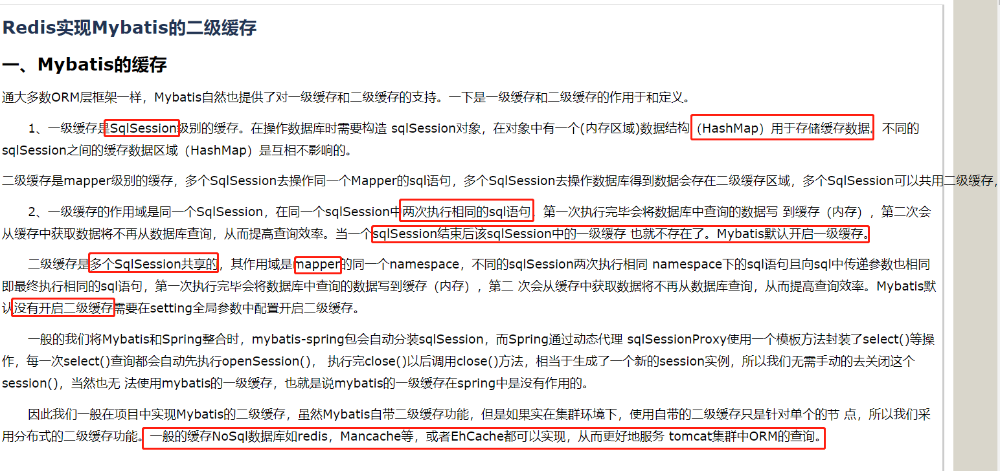 Redis实现Mybatis的二级缓存
一、Mybatis的缓存
通大多数ORM层框架一样，Mybatis自然也提供了对一级缓存和二级缓存的支持。一下是一级缓存和二级缓存的作用于和定义。
1、一级缓存是SqlSession级别的缓存。在操作数据库时需要构造 sqlSession对象，在对象中有一个(内存区域)数据结构（HashMap）用于存储缓存数据。不同的
sqlSession之间的缓存数据区域（HashMap）是互相不影响的。
二级缓存是mapper级别的缓存，多个SqlSession去操作同一个Mapper的sql语句，多个SqlSession去操作数据库得到数据会存在二级缓存区域，多个SqlSession可以共用二级缓存，
2、一级缓存的作用域是同一个SqlSession，在同一个sqlSession中两次执行相同的sql语句，第一次执行完毕会将数据库中查询的数据写 到缓存（内存），第二次会
从缓存中获取数据将不再从数据库查询，从而提高查询效率。当一个sqlSession结束后该sqlSession中的一级缓存 也就不存在了。Mybatis默认开启一级缓存。
二级缓存是多个SqlSession共享的，其作用域是mapper的同一个namespace，不同的sqlSession两次执行相同 namespace下的sql语句且向sql中传递参数也相同
即最终执行相同的sql语句，第一次执行完毕会将数据库中查询的数据写到缓存（内存），第二 次会从缓存中获取数据将不再从数据库查询，从而提高查询效率。Mybatis默
认没有开启二级缓存需要在setting全局参数中配置开启二级缓存。
一般的我们将Mybatis和Spring整合时，mybatis-spring包会自动分装sqlSession，而Spring通过动态代理 sqlSessionProxy使用一个模板方法封装了select()等操
作，每一次select()查询都会自动先执行openSession()， 执行完close()以后调用close()方法，相当于生成了一个新的session实例，所以我们无需手动的去关闭这个
session()，当然也无 法使用mybatis的一级缓存，也就是说mybatis的一级缓存在spring中是没有作用的。
因此我们一般在项目中实现Mybatis的二级缓存，虽然Mybatis自带二级缓存功能，但是如果实在集群环境下，使用自带的二级缓存只是针对单个的节 点，所以我们采
用分布式的二级缓存功能。一般的缓存NoSql数据库如redis，Mancache等，或者EhCache都可以实现，从而更好地服务 tomcat集群中ORM的查询。